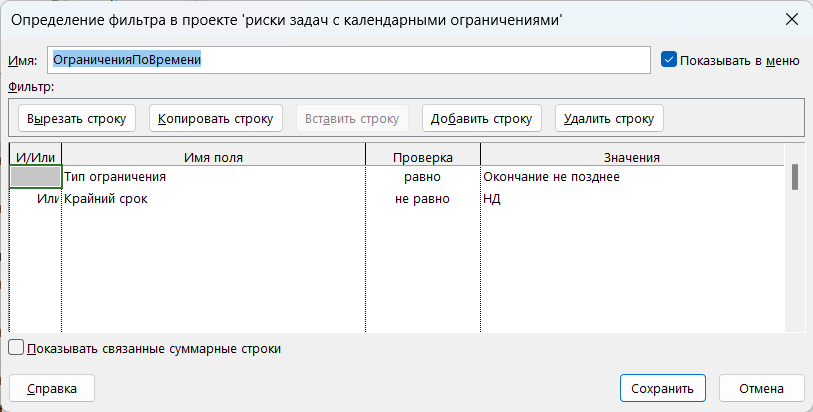 Определение фильтра в проекте 'риски задач с календарными ограничениями'
Имя: ОграниченияПоВремени Показывать в меню
Фильтр:
Вырезать строку Копировать строку Вставить строку Добавить строку Удалить строку
И/Или Имя поля Проверка Значения
Тип ограничения равно Окончание не позднее
Или Крайний срок не равно НД
Показывать связанные суммарные строки
Справка Сохранить Отмена